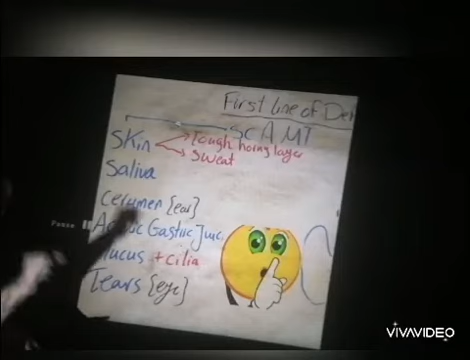 First line of De
SCAMT
Skin
Tough horny layer
Sweat
Saliva
Cerumen {ear}
Gastric Juic
Mucus + cilia
Tears {eye}
Pause
VIVAVIDEO